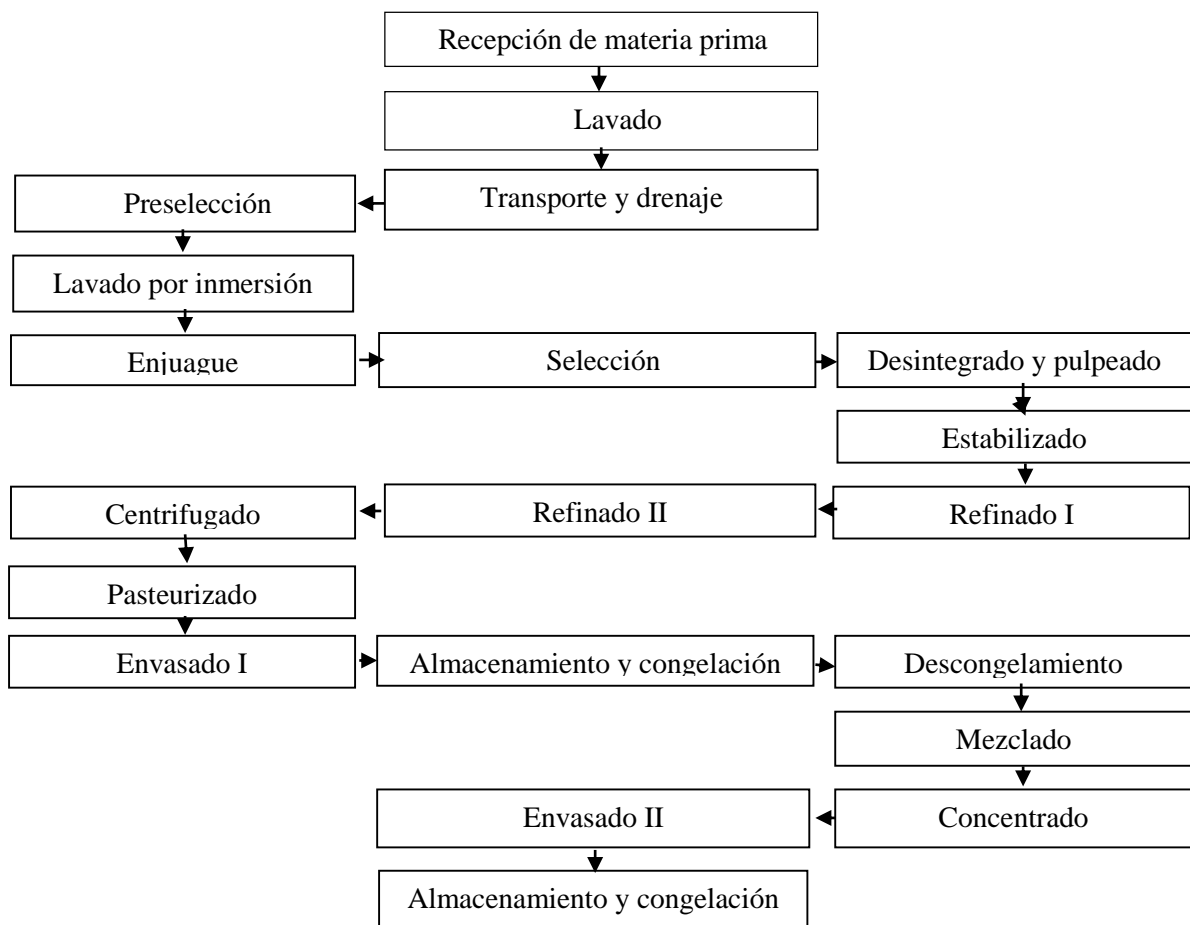 Recepción de materia prima
Lavado
Transporte y drenaje
Preselección
Lavado por inmersión
Enjuague
Selección
Desintegrado y pulpeado
Estabilizado
Refinado I
Refinado II
Centrifugado
Pasteurizado
Envasado I
Almacenamiento y congelación
Descongelamiento
Mezclado
Concentrado
Envasado II
Almacenamiento y congelación